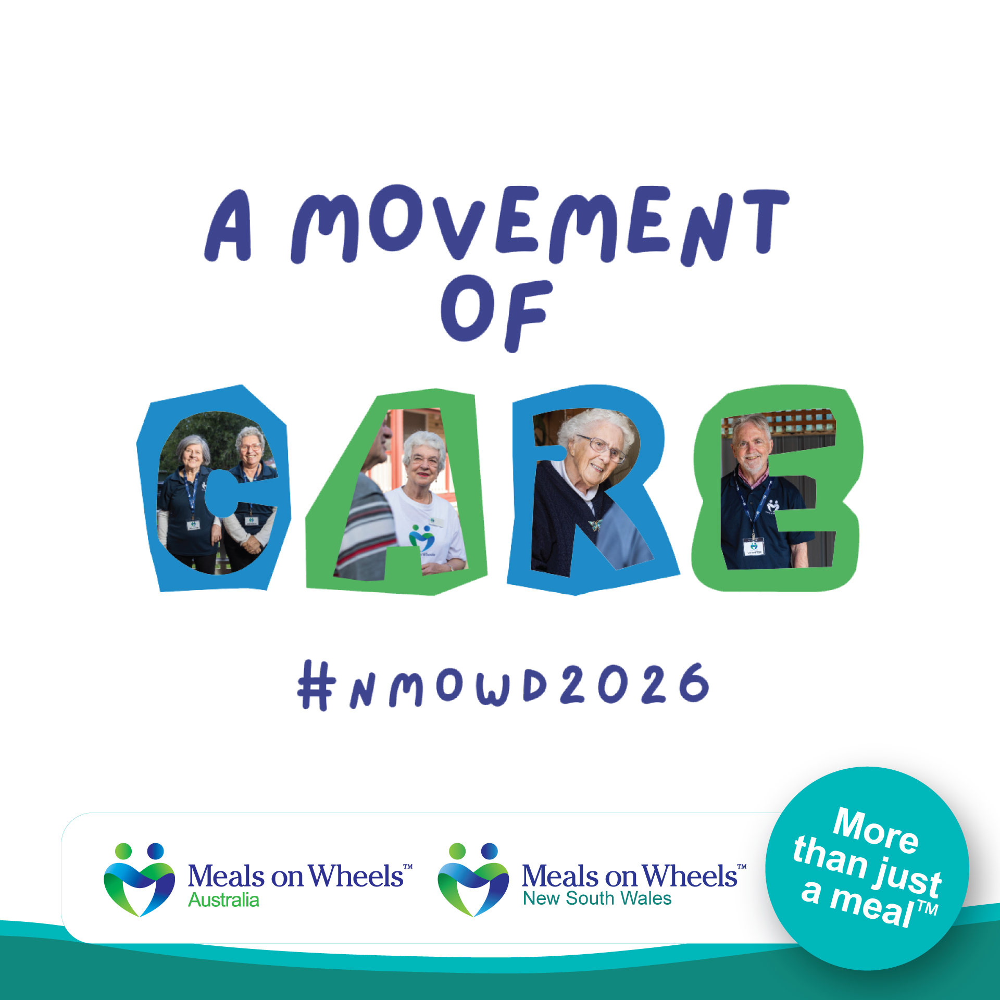 A MOVEMENT
OF
CARE
#NMOWD2026
Meals on Wheels™
Australia
Meals on Wheels™
New South Wales
More
than just
a meal™